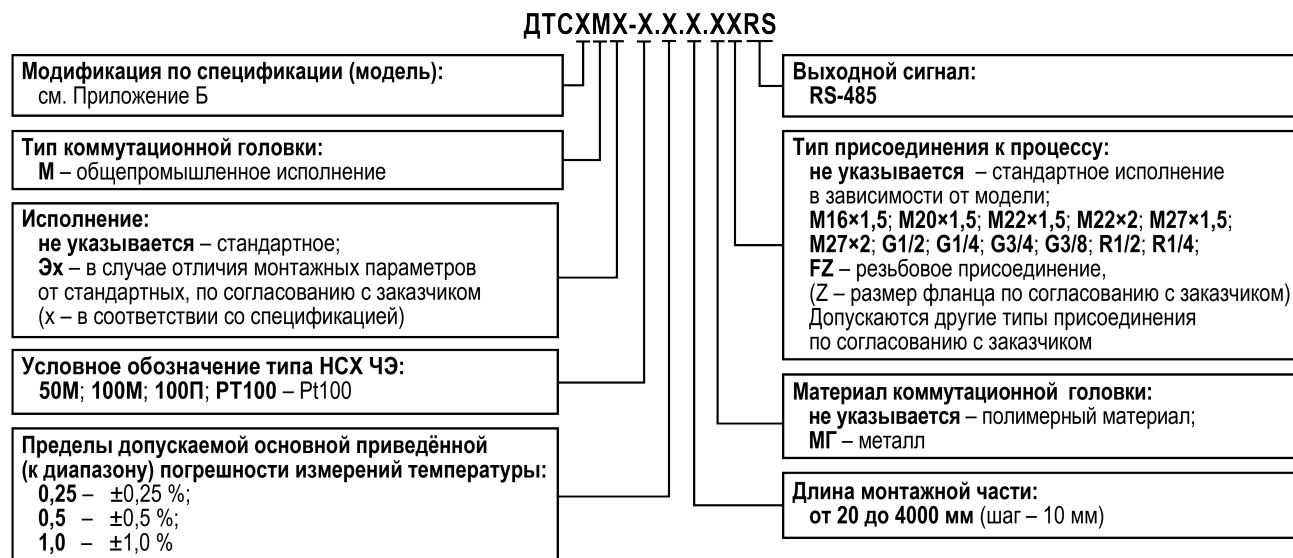 ДТСХМХ-Х.Х.Х.ХХRS
Модификация по спецификации (модель):
см. Приложение Б
Тип коммутационной головки:
М – общепромышленное исполнение
Исполнение:
не указывается – стандартное;
Эх – в случае отличия монтажных параметров
от стандартных, по согласованию с заказчиком
(х – в соответствии со спецификацией)
Условное обозначение типа НСХ ЧЭ:
50М; 100М; 100П; РТ100 – Pt100
Пределы допускаемой основной приведённой
(к диапазону) погрешности измерений температуры:
0,25 – ±0,25 %;
0,5 – ±0,5 %;
1,0 – ±1,0 %
Выходной сигнал:
RS-485
Тип присоединения к процессу:
не указывается – стандартное исполнение
в зависимости от модели;
М16×1,5; М20×1,5; М22×1,5; М22×2; М27×1,5;
М27×2; G1/2; G1/4; G3/4; G3/8; R1/2; R1/4;
FZ – резьбовое присоединение,
(Z – размер фланца по согласованию с заказчиком)
Допускаются другие типы присоединения
по согласованию с заказчиком
Материал коммутационной головки:
не указывается – полимерный материал;
МГ – металл
Длина монтажной части:
от 20 до 4000 мм (шаг – 10 мм)